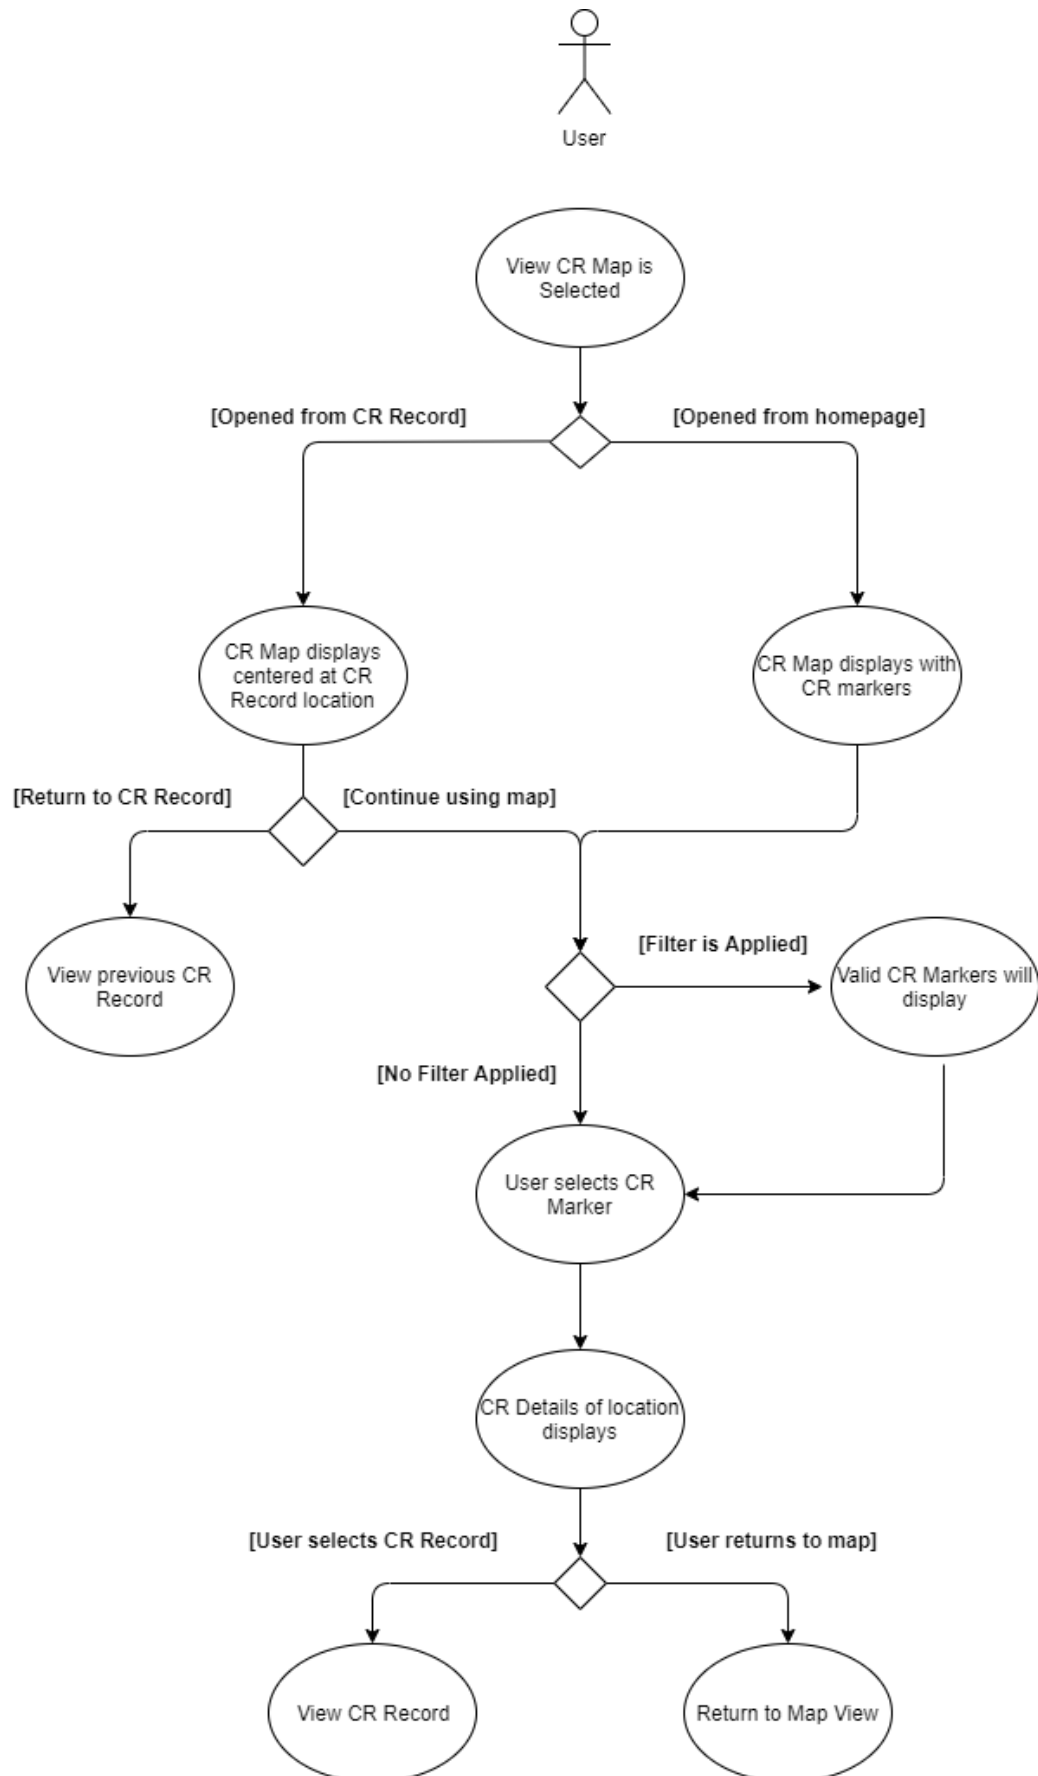 User
View CR Map is
Selected
[Opened from CR Record]
[Opened from homepage]
CR Map displays
centered at CR
Record location
CR Map displays with
CR markers
[Return to CR Record]
[Continue using map]
View previous CR
Record
[Filter is Applied]
Valid CR Markers will
display
[No Filter Applied]
User selects CR
Marker
CR Details of location
displays
[User selects CR Record]
[User returns to map]
View CR Record
Return to Map View